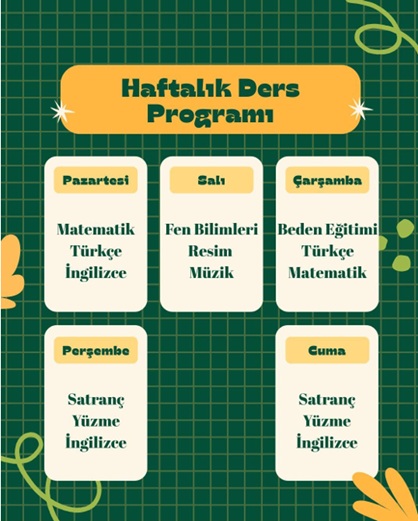 Haftalık Ders
Programı
Pazartesi
Matematik
Türkçe
İngilizce
Salı
Fen Bilimleri
Resim
Müzik
Çarşamba
Beden Eğitimi
Türkçe
Matematik
Perşembe
Satranç
Yüzme
İngilizce
Cuma
Satranç
Yüzme
İngilizce